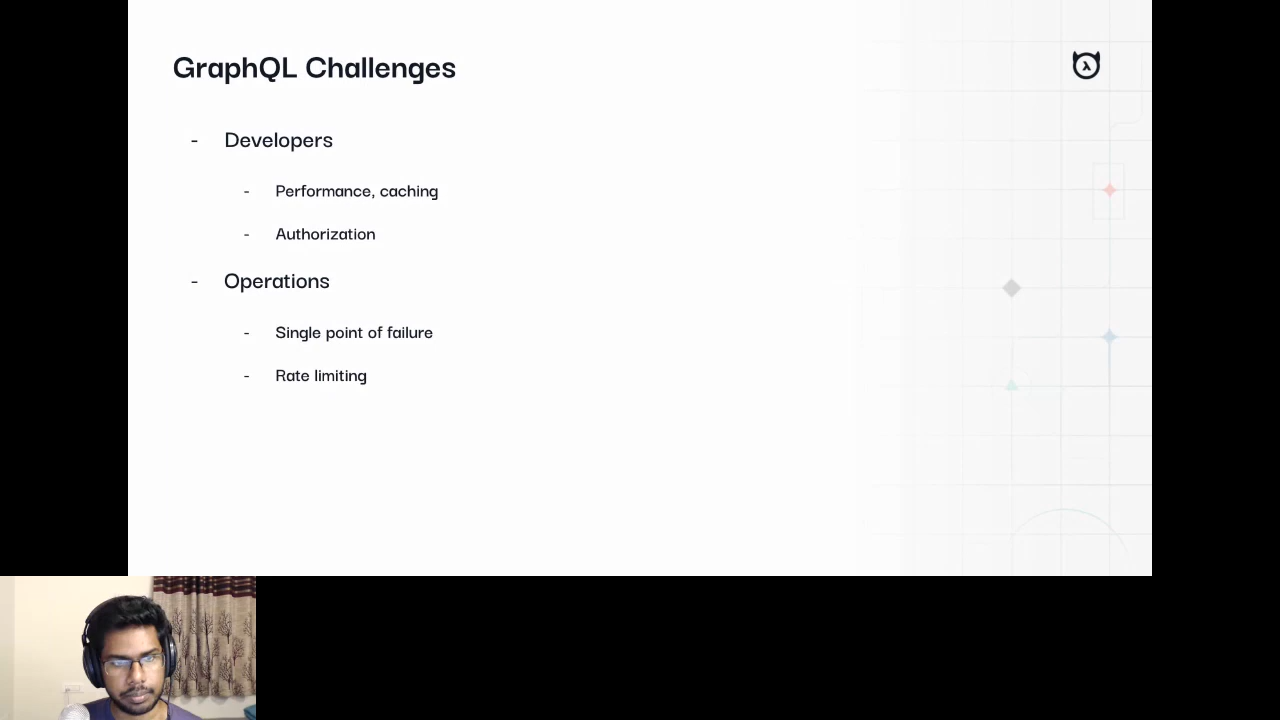 GraphQL Challenges
- Developers
- Performance, caching
- Authorization
- Operations
- Single point of failure
- Rate limiting